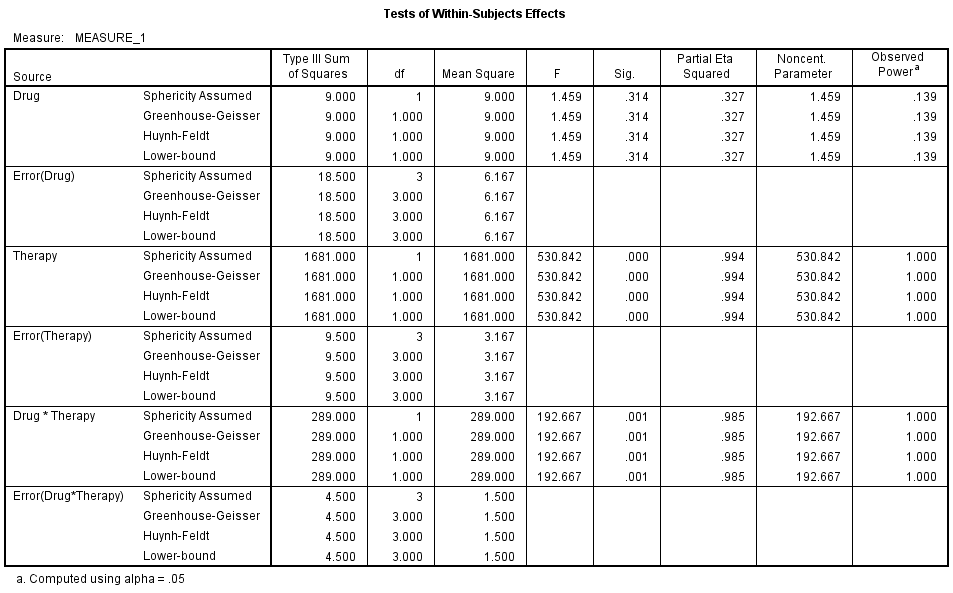 Tests of Within-Subjects Effects
Measure: MEASURE_1
Source Type III Sum of Squares df Mean Square F Sig. Partial Eta Squared Noncent. Parameter Observed Power a
Drug Sphericity Assumed 9.000 1 9.000 1.459 .314 .327 1.459 .139
Greenhouse-Geisser 9.000 1.000 9.000 1.459 .314 .327 1.459 .139
Huynh-Feldt 9.000 1.000 9.000 1.459 .314 .327 1.459 .139
Lower-bound 9.000 1.000 9.000 1.459 .314 .327 1.459 .139
Error(Drug) Sphericity Assumed 18.500 3 6.167
Greenhouse-Geisser 18.500 3.000 6.167
Huynh-Feldt 18.500 3.000 6.167
Lower-bound 18.500 3.000 6.167
Therapy Sphericity Assumed 1681.000 1 1681.000 530.842 .000 .994 530.842 1.000
Greenhouse-Geisser 1681.000 1.000 1681.000 530.842 .000 .994 530.842 1.000
Huynh-Feldt 1681.000 1.000 1681.000 530.842 .000 .994 530.842 1.000
Lower-bound 1681.000 1.000 1681.000 530.842 .000 .994 530.842 1.000
Error(Therapy) Sphericity Assumed 9.500 3 3.167
Greenhouse-Geisser 9.500 3.000 3.167
Huynh-Feldt 9.500 3.000 3.167
Lower-bound 9.500 3.000 3.167
Drug * Therapy Sphericity Assumed 289.000 1 289.000 192.667 .001 .985 192.667 1.000
Greenhouse-Geisser 289.000 1.000 289.000 192.667 .001 .985 192.667 1.000
Huynh-Feldt 289.000 1.000 289.000 192.667 .001 .985 192.667 1.000
Lower-bound 289.000 1.000 289.000 192.667 .001 .985 192.667 1.000
Error(Drug*Therapy) Sphericity Assumed 4.500 3 1.500
Greenhouse-Geisser 4.500 3.000 1.500
Huynh-Feldt 4.500 3.000 1.500
Lower-bound 4.500 3.000 1.500
a. Computed using alpha = .05